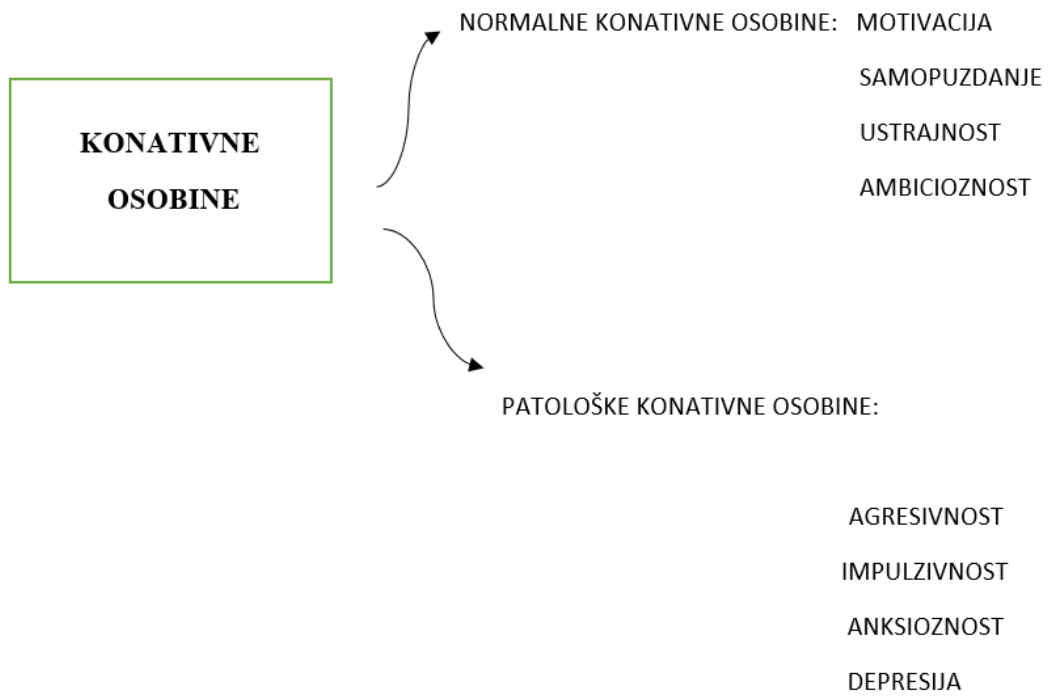 KONATIVNE
OSOBINE
NORMALNE KONATIVNE OSOBINE: MOTIVACIJA
SAMOPUZDANJE
USTRAJNOST
AMBICIOZNOST
PATOLOŠKE KONATIVNE OSOBINE:
AGRESIVNOST
IMPULZIVNOST
ANKSIOZNOST
DEPRESIJA